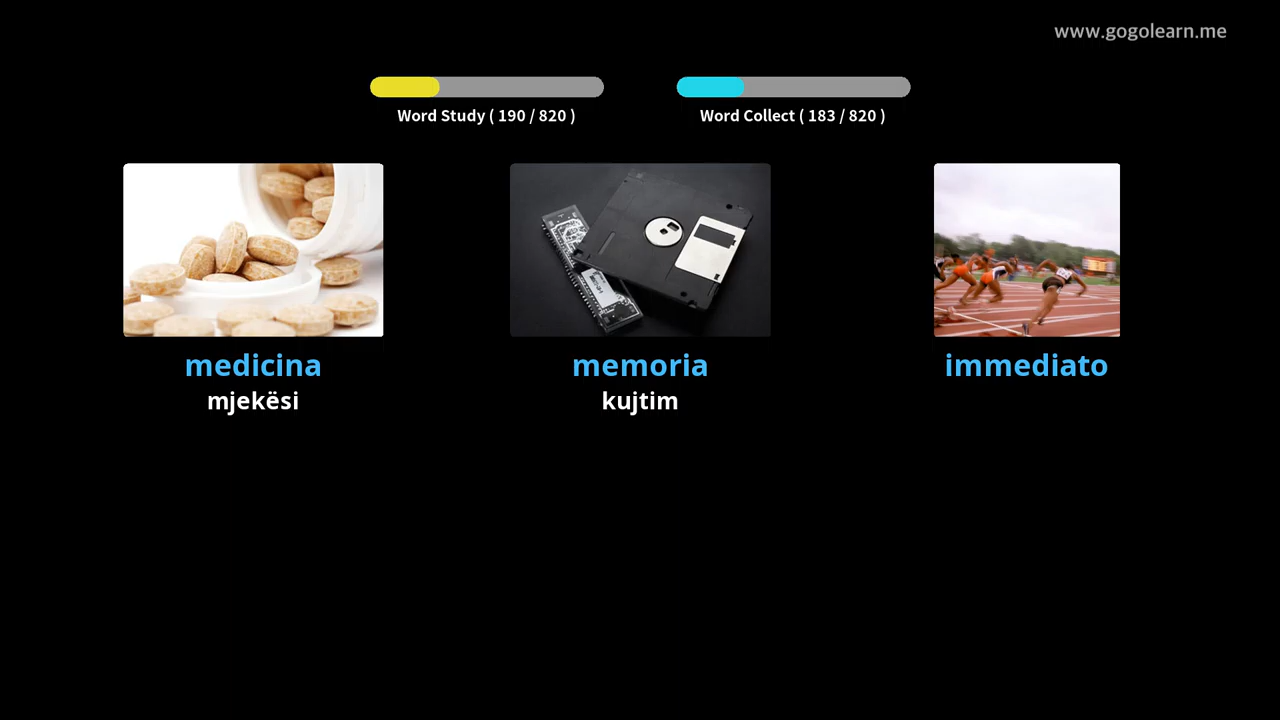 www.gogolearn.me
Word Study ( 190 / 820 )
Word Collect ( 183 / 820 )
medicina
mjekësi
memoria
kujtim
immediato